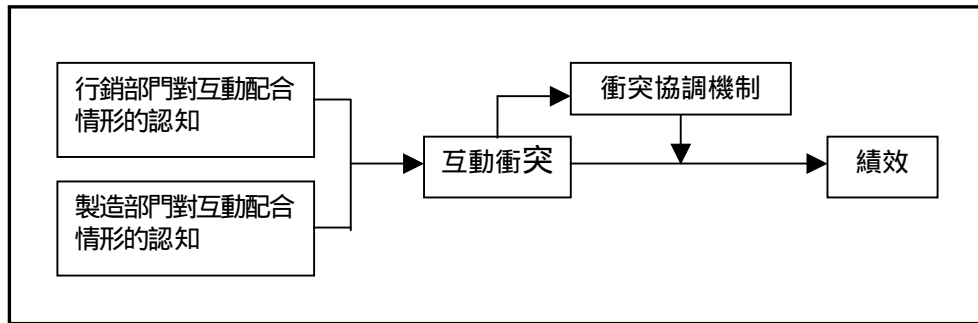 行銷部門對互動配合
情形的認知
製造部門對互動配合
情形的認知
互動衝突
衝突協調機制
績效